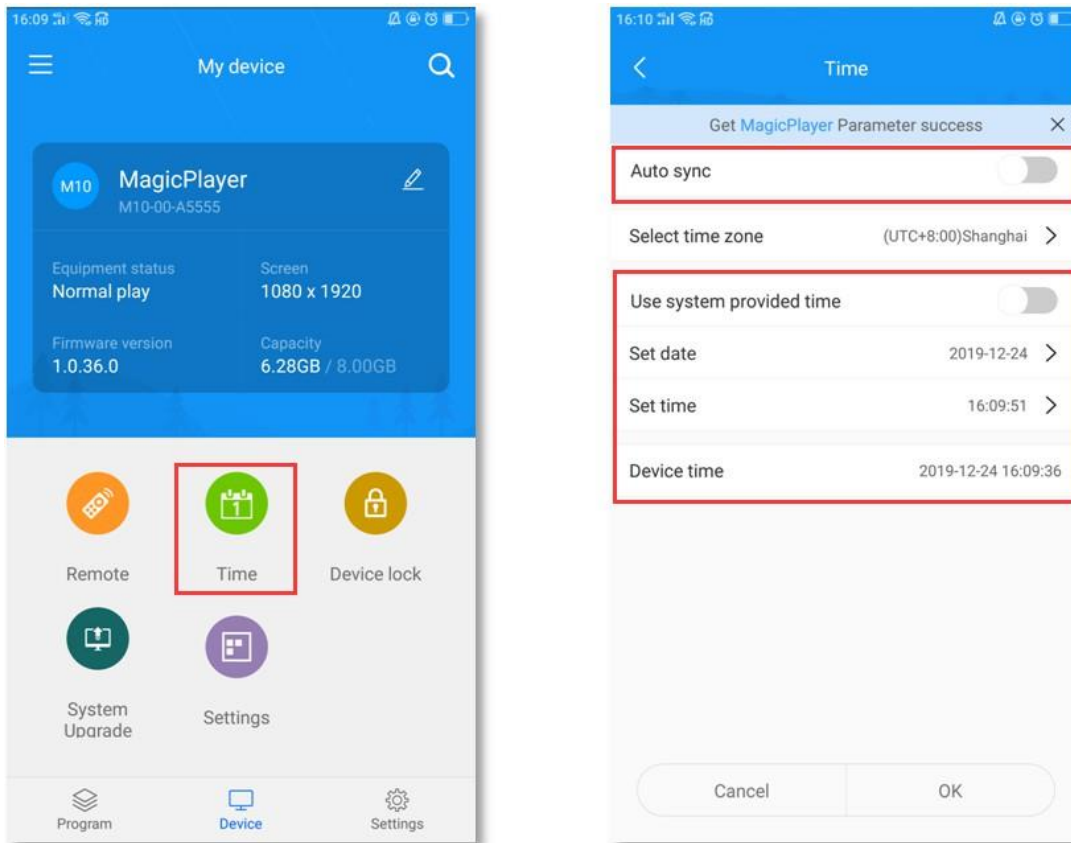 16:09
My device
M10
MagicPlayer
M10-00-A5555
Equipment status
Screen
Normal play
1080 x 1920
Firmware version
Capacity
1.0.36.0
6.28GB / 8.00GB
1
Remote
Time
Device lock
System
Upgrade
Settings
Program
Device
Settings
16:10
Time
Get MagicPlayer Parameter success
Auto sync
Select time zone
(UTC+8:00)Shanghai
Use system provided time
Set date
2019-12-24
Set time
16:09:51
Device time
2019-12-24 16:09:36
Cancel
OK